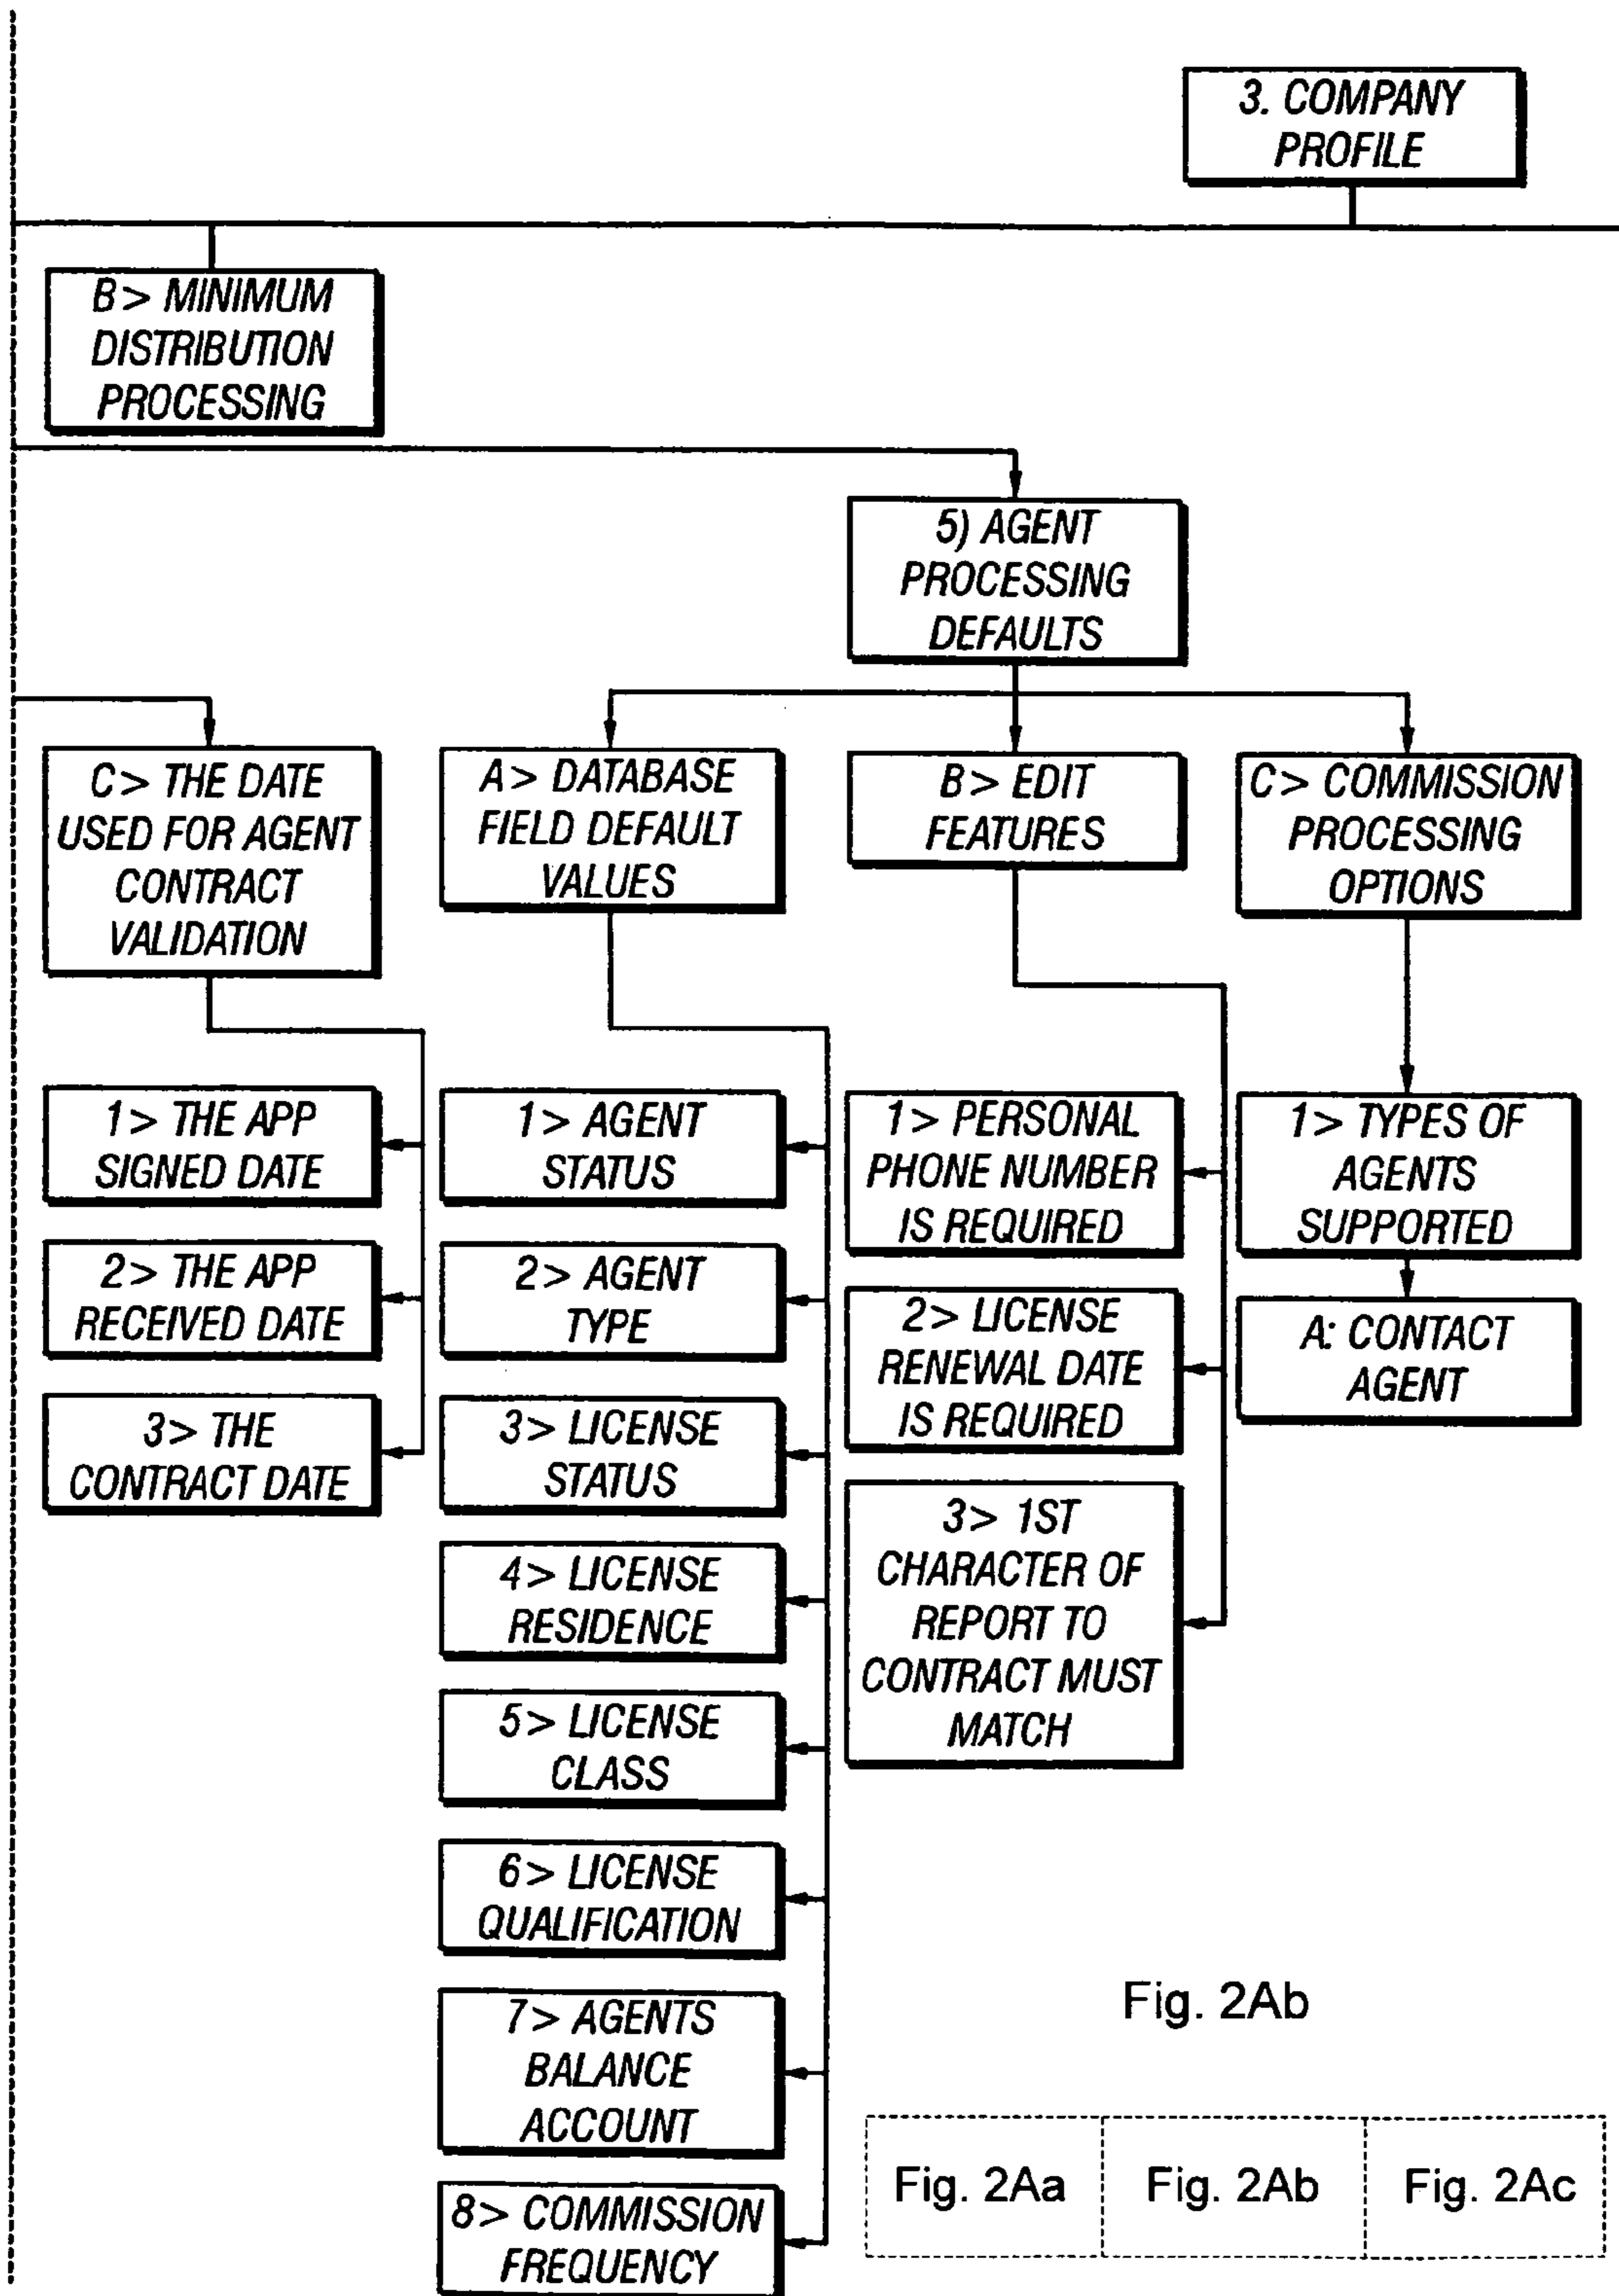 3. COMPANY
PROFILE
B> MINIMUM
DISTRIBUTION
PROCESSING
5) AGENT
PROCESSING
DEFAULTS
C> THE DATE
USED FOR AGENT
CONTRACT
VALIDATION
A> DATABASE
FIELD DEFAULT
VALUES
B> EDIT
FEATURES
C> COMMISSION
PROCESSING
OPTIONS
1> THE APP
SIGNED DATE
2> THE APP
RECEIVED DATE
3> THE
CONTRACT DATE
1> AGENT
STATUS
2> AGENT
TYPE
3> LICENSE
STATUS
4> LICENSE
RESIDENCE
5> LICENSE
CLASS
6> LICENSE
QUALIFICATION
7> AGENTS
BALANCE
ACCOUNT
8> COMMISSION
FREQUENCY
1> PERSONAL
PHONE NUMBER
IS REQUIRED
2> LICENSE
RENEWAL DATE
IS REQUIRED
3> 1ST
CHARACTER OF
REPORT TO
CONTRACT MUST
MATCH
1> TYPES OF
AGENTS
SUPPORTED
A: CONTACT
AGENT
Fig. 2Ab
Fig. 2Aa
Fig. 2Ab
Fig. 2Ac